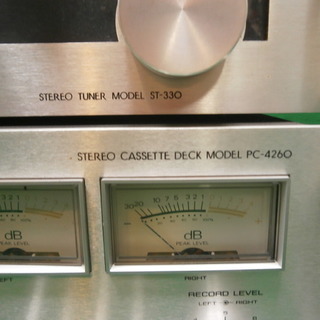 STEREO TUNER MODEL ST-330
STEREO CASSETTE DECK MODEL PC-4260
dB
PEAK LEVEL
dB
PEAK LEVEL
LEFT
RIGHT
RECORD LEVEL
LEFT
RIGHT